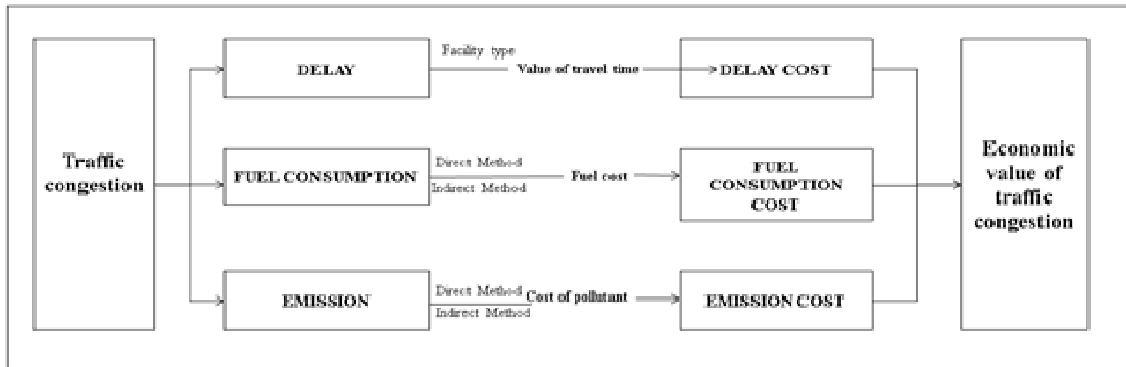 Traffic
congestion
DELAY
Facility type
Value of travel time
DELAY COST
FUEL CONSUMPTION
Direct Method
Indirect Method
Fuel cost
FUEL
CONSUMPTION
COST
EMISSION
Direct Method
Indirect Method
Cost of pollutant
EMISSION COST
Economic
value of
traffic
congestion